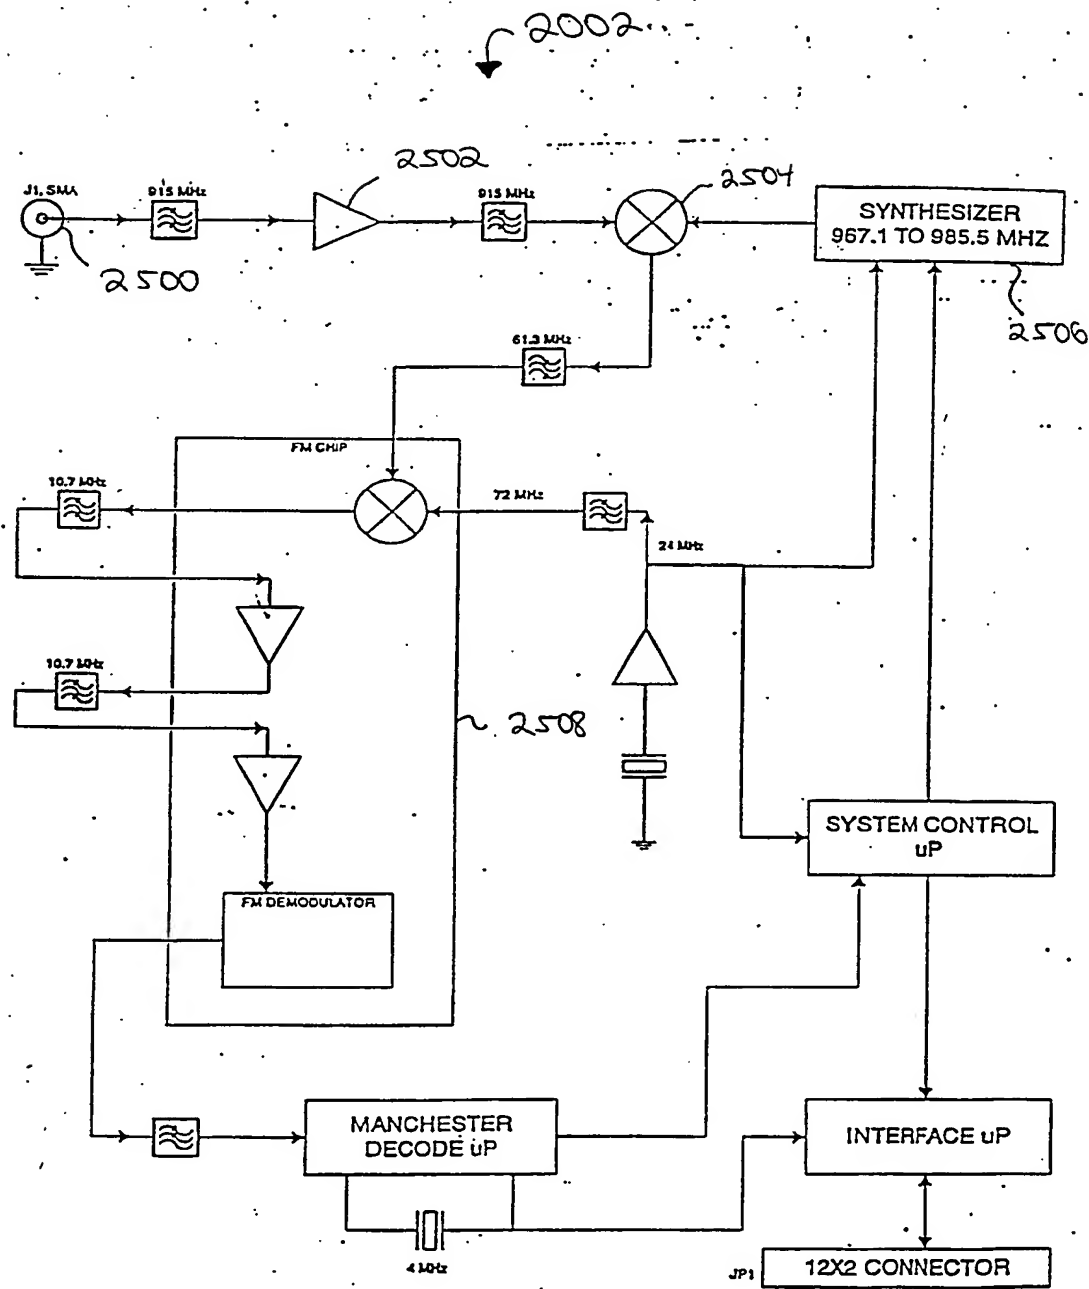 2002
2502
2504
J1, SMA
915 MHz
915 MHz
SYNTHESIZER
967.1 TO 985.5 MHZ
2500
2506
61.3 MHz
FM CHIP
10.7 MHz
72 MHz
24 MHz
10.7 MHz
2508
SYSTEM CONTROL
uP
FM DEMODULATOR
MANCHESTER
DECODE uP
INTERFACE uP
4 MHz
JP1
12X2 CONNECTOR